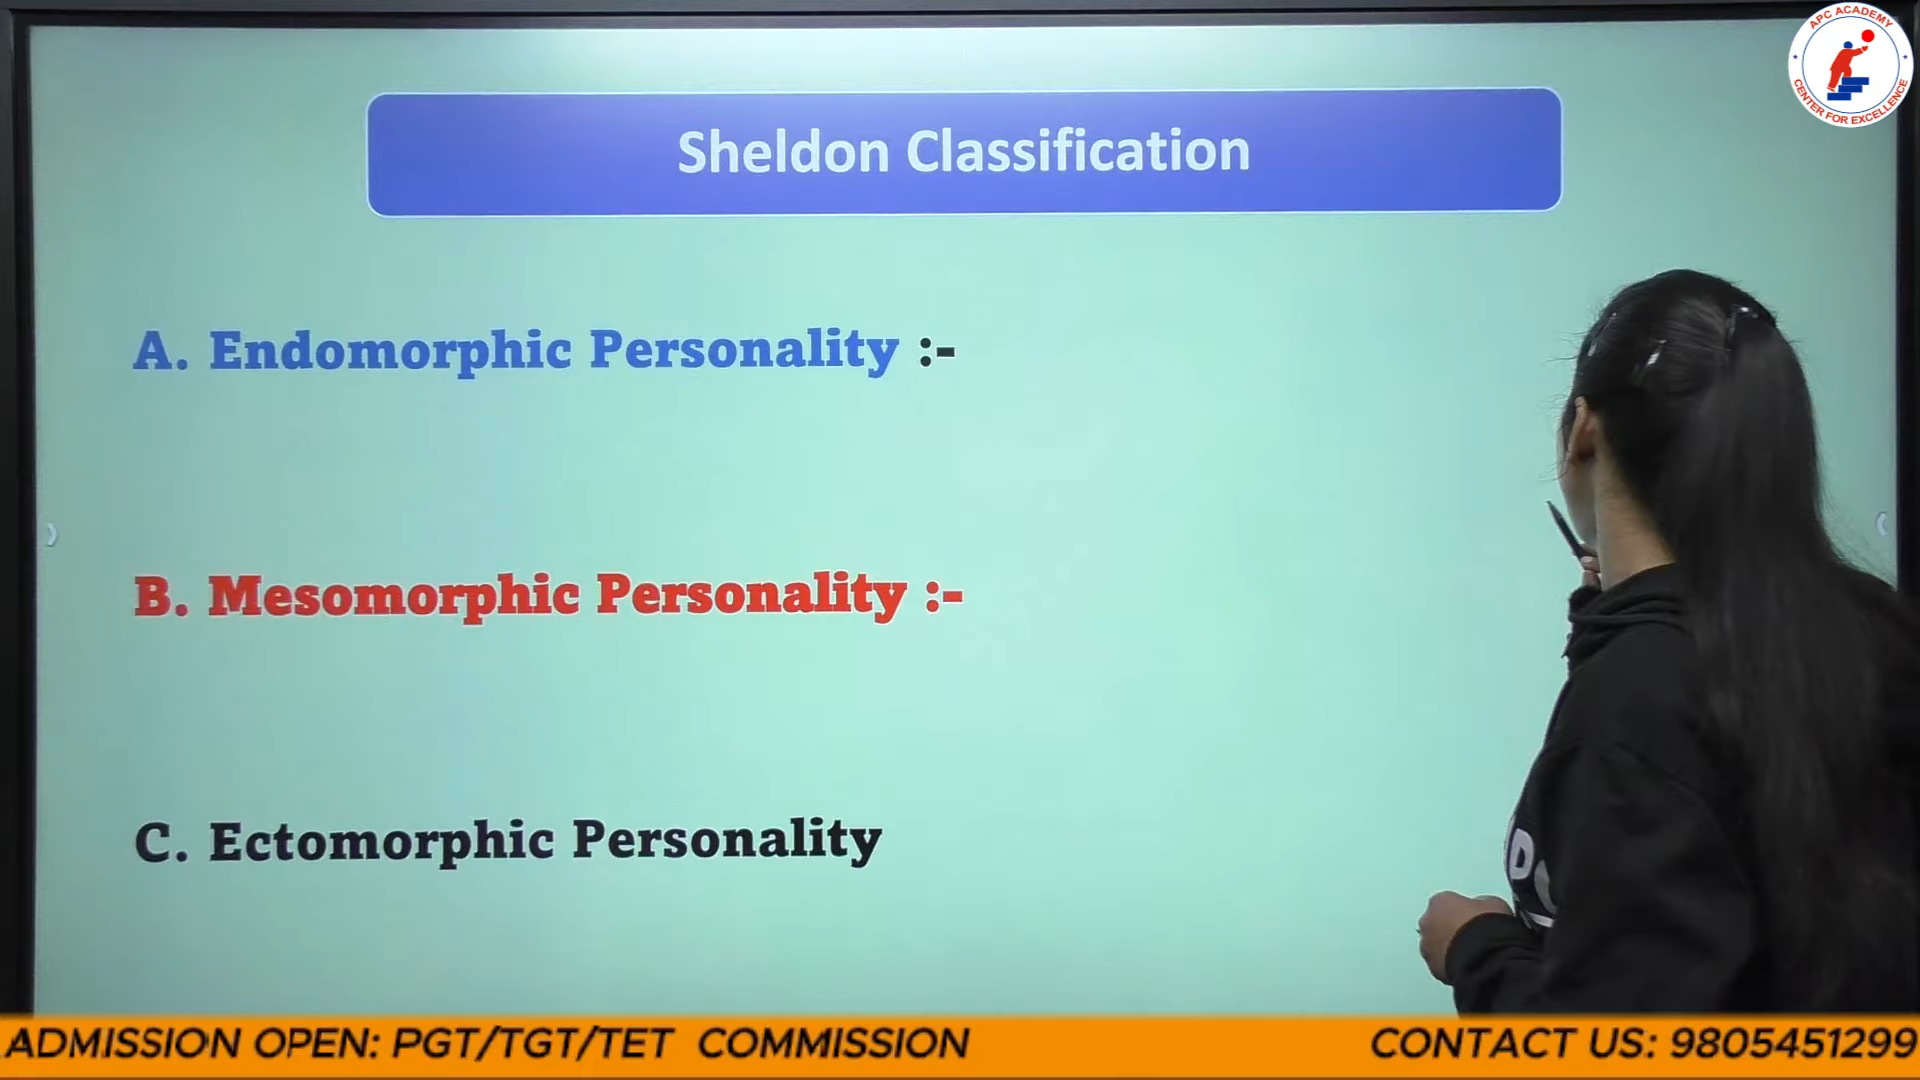 APC ACADEMY
CENTER FOR EXCELLENCE
Sheldon Classification
A. Endomorphic Personality :-
B. Mesomorphic Personality :-
C. Ectomorphic Personality
ADMISSION OPEN: PGT/TGT/TET COMMISSION
CONTACT US: 9805451299